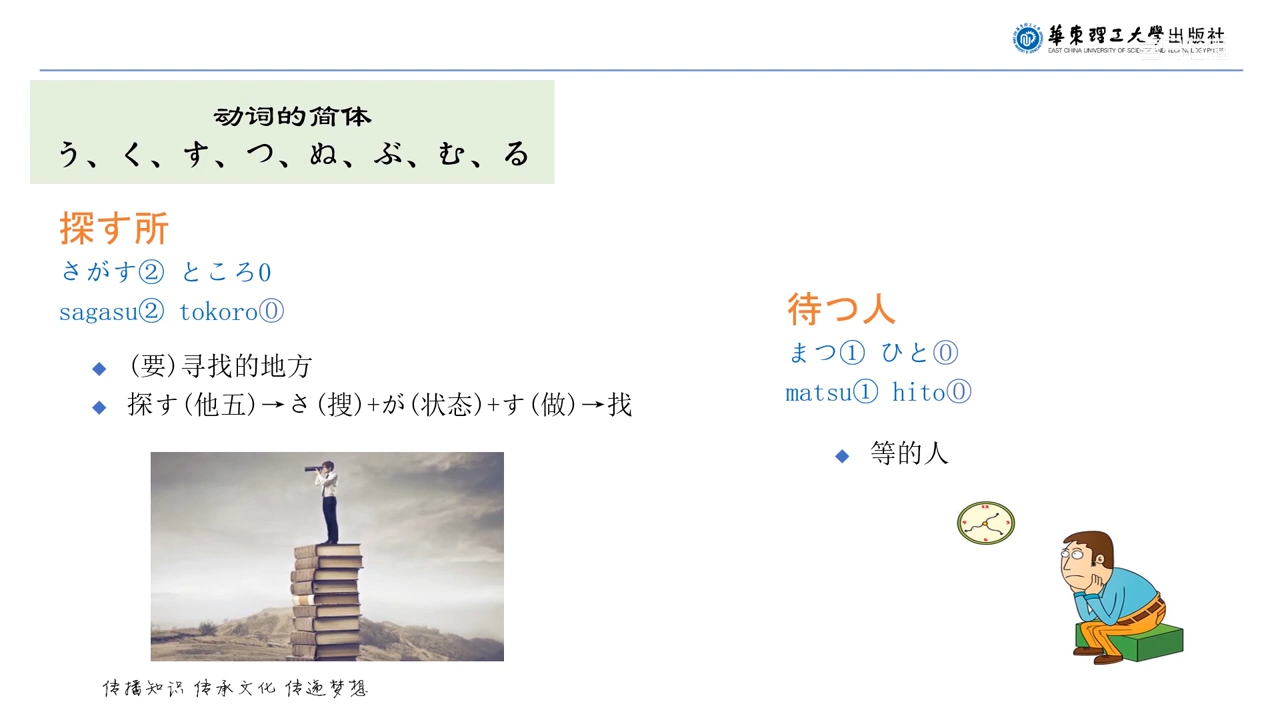 華東理工大學出版社
动词的简体
う、く、す、つ、ぬ、ぶ、む、る
探す所
さがす② ところ0
sagasu② tokoro⓪
◆ (要)寻找的地方
◆ 探す(他五)→さ(搜)+が(状态)+す(做)→找
待つ人
まつ① ひと⓪
matsu① hito⓪
◆ 等的人
传播知识 传承文化 传递梦想